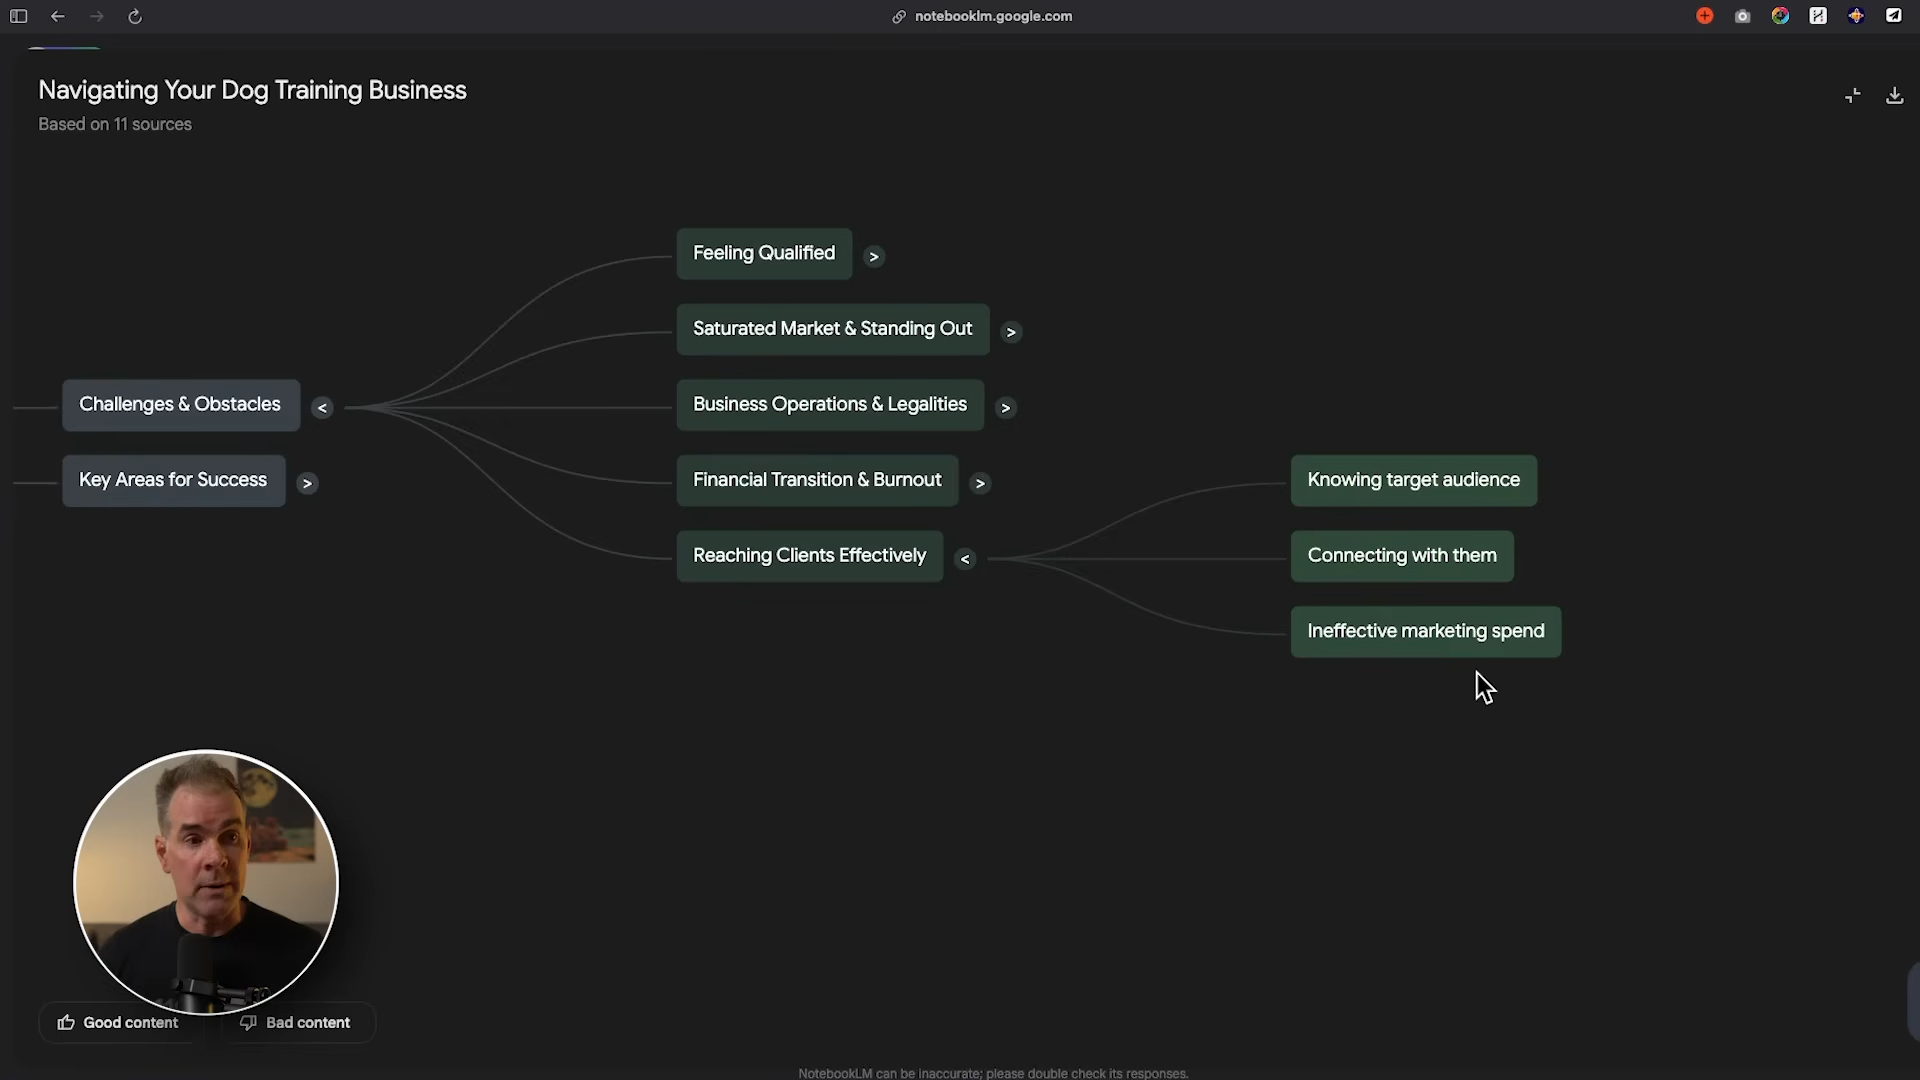 notebooklm.google.com
Navigating Your Dog Training Business
Based on 11 sources
Feeling Qualified >
Saturated Market & Standing Out >
Challenges & Obstacles <
Business Operations & Legalities >
Key Areas for Success >
Financial Transition & Burnout >
Knowing target audience
Reaching Clients Effectively <
Connecting with them
Ineffective marketing spend
Good content
Bad content
NotebookLM can be inaccurate; please double check its responses.